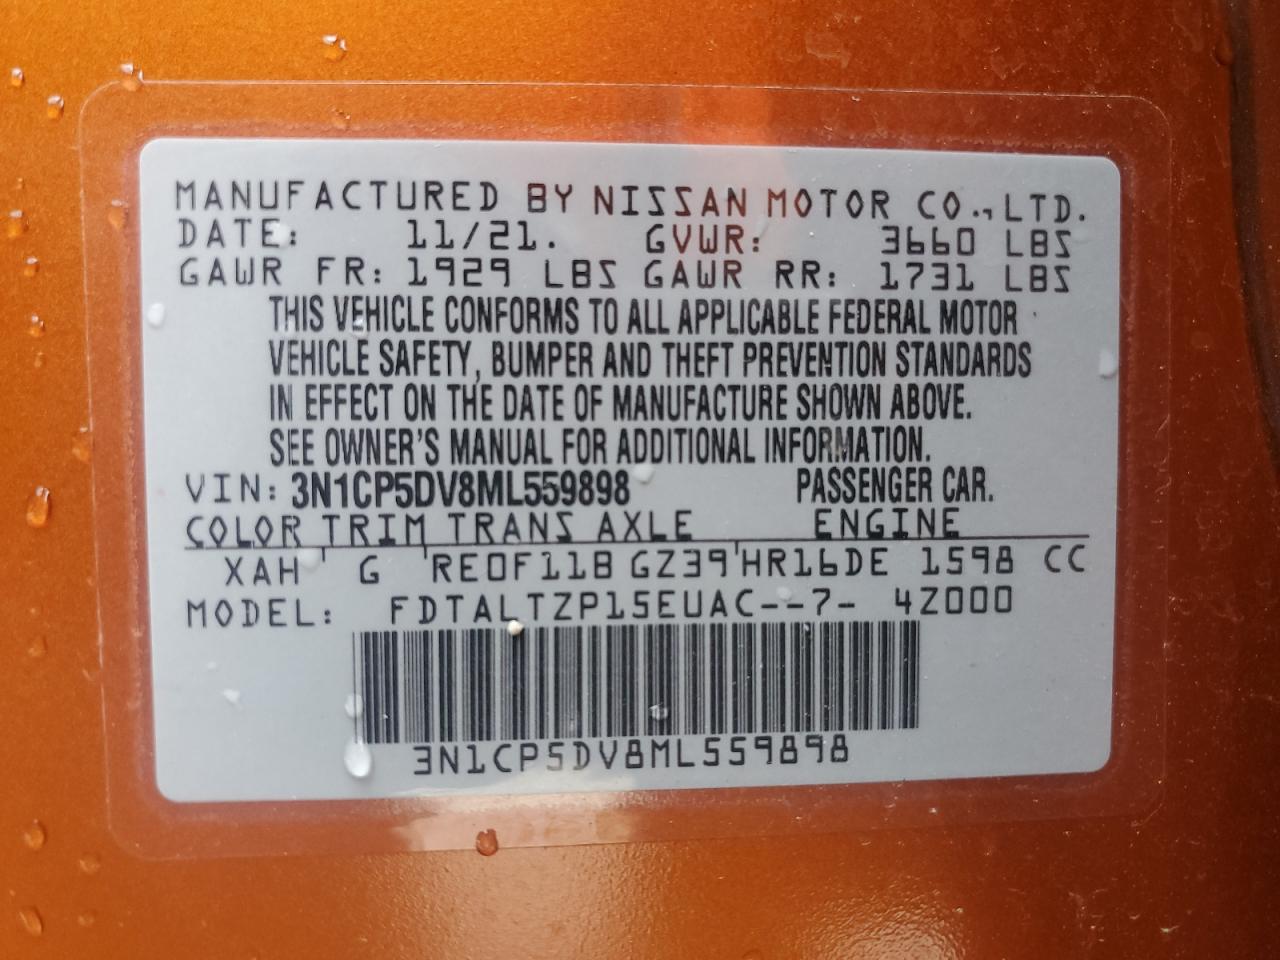 MANUFACTURED BY NISSAN MOTOR CO., LTD.
DATE: 11/21. GVWR: 3660 LBS
GAWR FR: 1929 LBS GAWR RR: 1731 LBS
THIS VEHICLE CONFORMS TO ALL APPLICABLE FEDERAL MOTOR
VEHICLE SAFETY, BUMPER AND THEFT PREVENTION STANDARDS
IN EFFECT ON THE DATE OF MANUFACTURE SHOWN ABOVE.
SEE OWNER'S MANUAL FOR ADDITIONAL INFORMATION.
VIN: 3N1CP5DV8ML559898 PASSENGER CAR.
COLOR TRIM TRANS AXLE ENGINE
XAH G RE0F11B GZ39 HR16DE 1598 CC
MODEL: FDTALTZP15EUAC--7- 4Z000
3N1CP5DV8ML559898